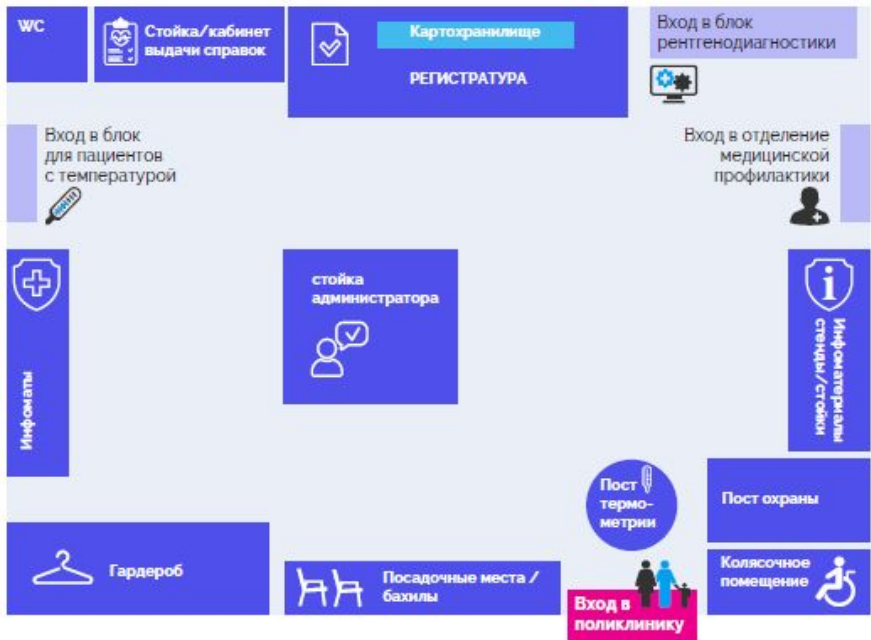 WC
Стойка/кабинет
выдачи справок
Картохранилище
РЕГИСТРАТУРА
Вход в блок
рентгенодиагностики
Вход в блок
для пациентов
с температурой
Вход в отделение
медицинской
профилактики
Инфоматы
стойка
администратора
i
Инфоматериалы
стенды/стойки
Пост
термо-
метрии
Пост охраны
Гардероб
Посадочные места /
бахилы
Вход в
поликлинику
Колясочное
помещение